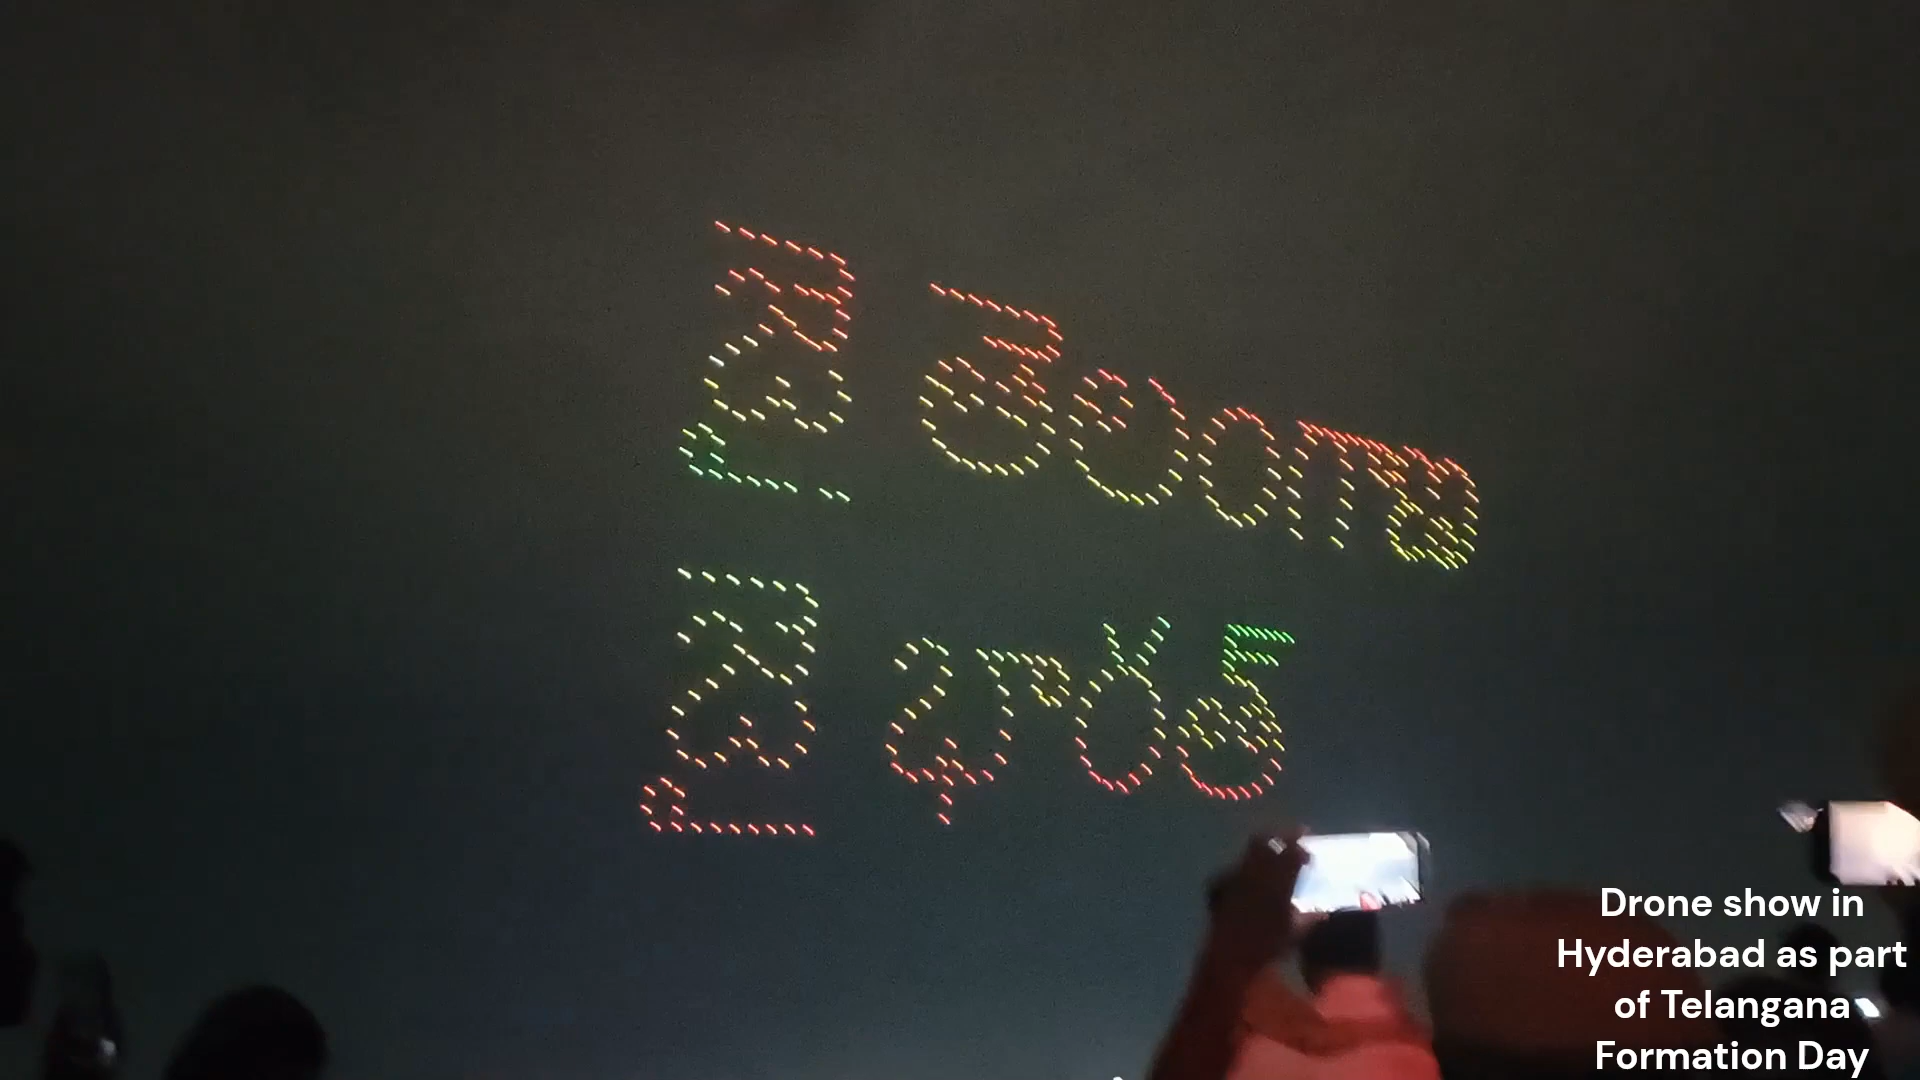 జై తెలంగాణ
జై భారత్
Drone show in
Hyderabad as part
of Telangana
Formation Day